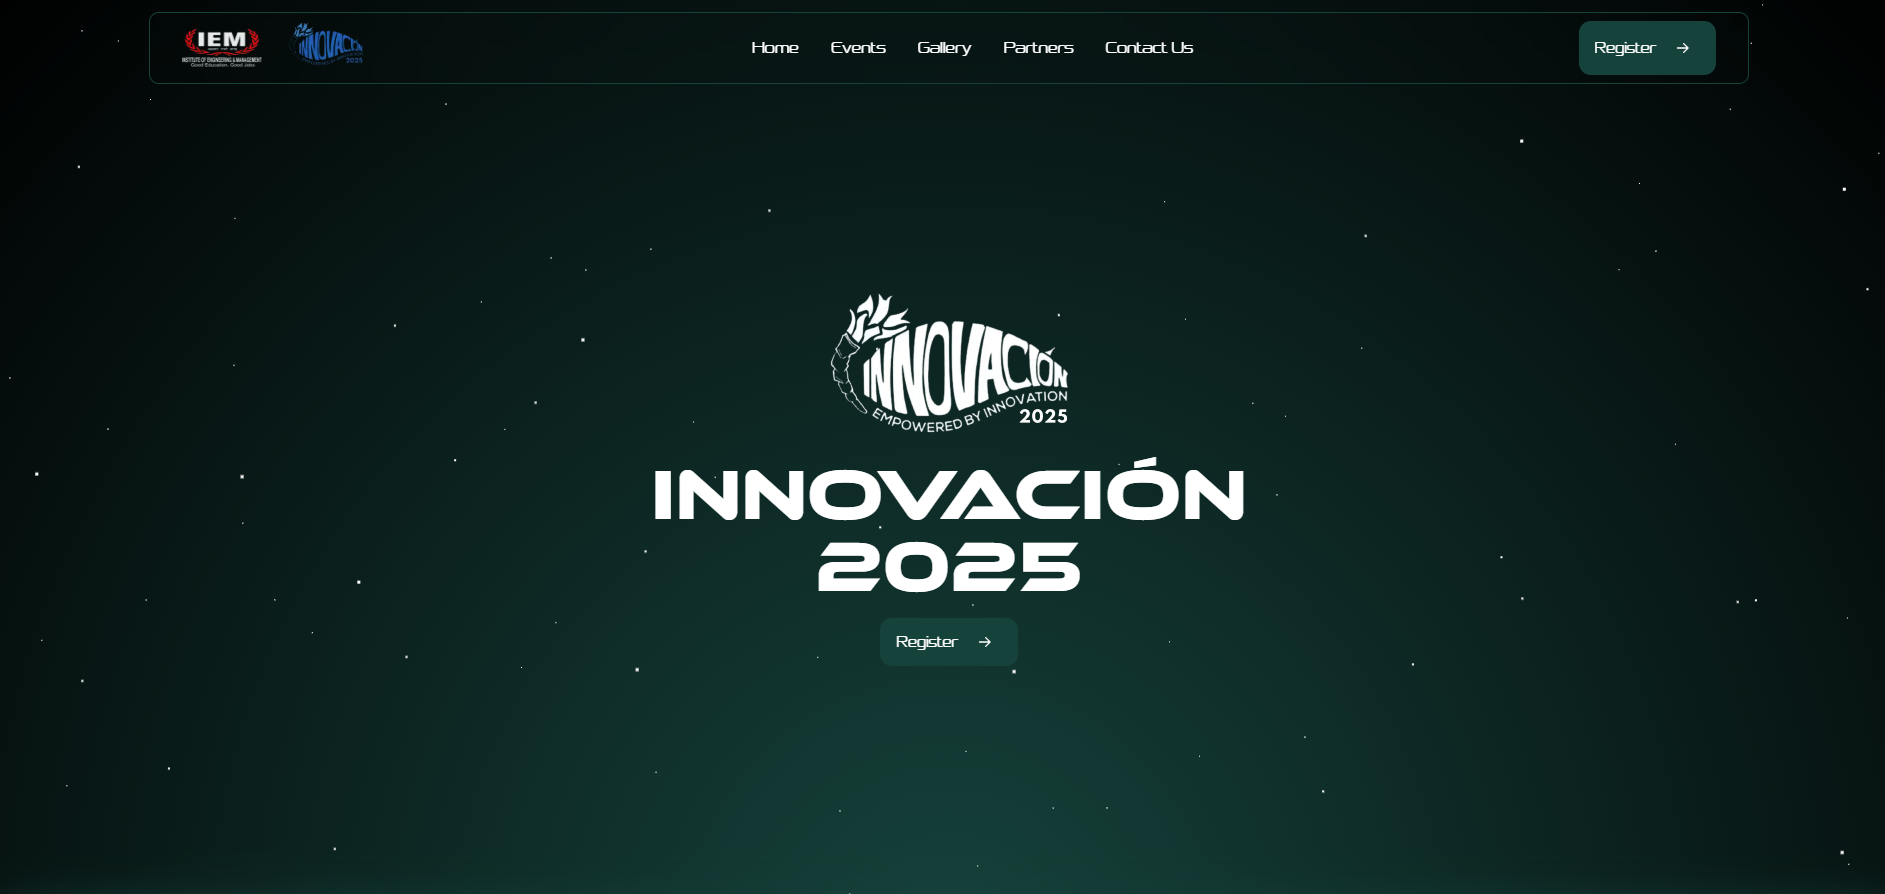 IEM
INSTITUTE OF ENGINEERING & MANAGEMENT
Good Education, Good Jobs
INNOVACIÓN
2025
Home
Events
Gallery
Partners
Contact Us
Register
INNOVACIÓN
EMPOWERED BY INNOVATION
2025
INNOVACIÓN
2025
Register